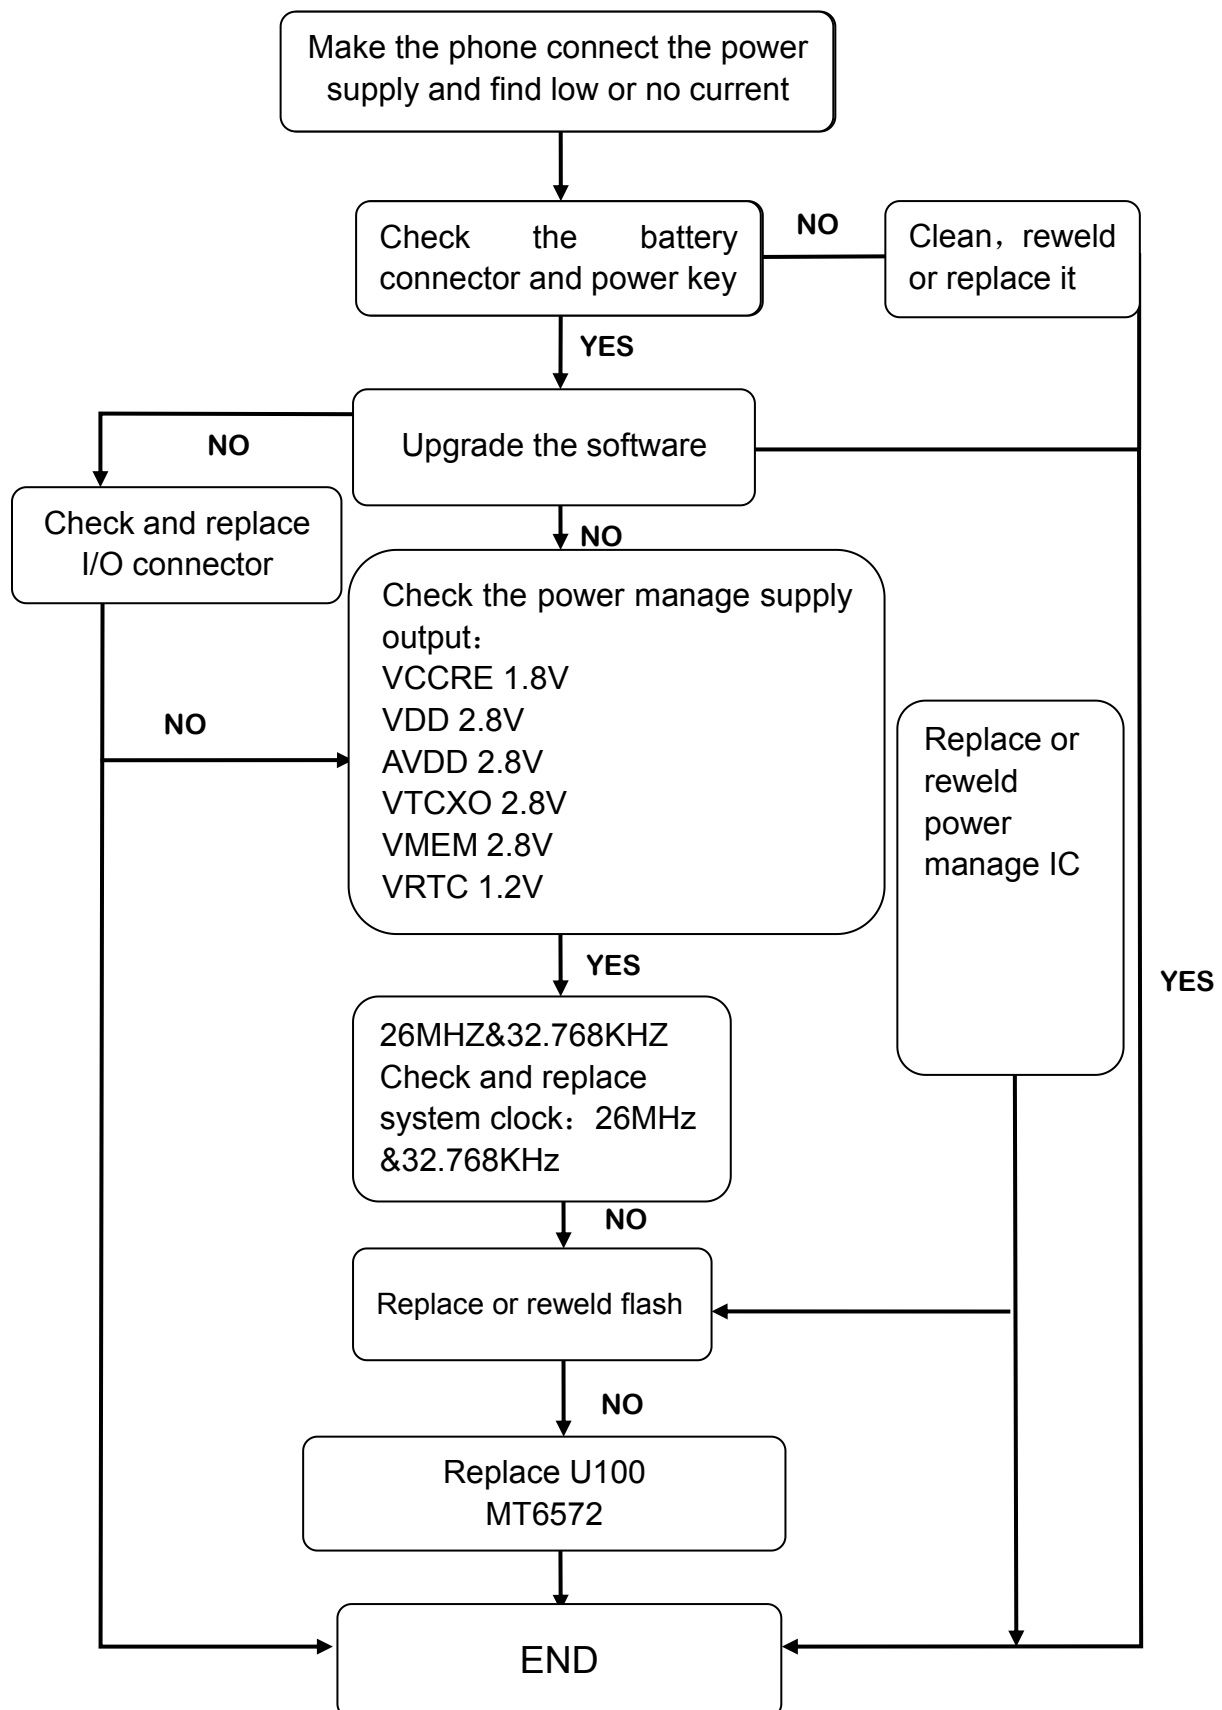 Make the phone connect the power
supply and find low or no current
Check the battery
connector and power key
NO
Clean，reweld
or replace it
YES
Upgrade the software
NO
Check and replace
I/O connector
NO
Check the power manage supply
output：
VCCRE 1.8V
VDD 2.8V
AVDD 2.8V
VTCXO 2.8V
VMEM 2.8V
VRTC 1.2V
NO
Replace or
reweld
power
manage IC
YES
YES
26MHZ&32.768KHZ
Check and replace
system clock：26MHz
&32.768KHz
NO
Replace or reweld flash
NO
Replace U100
MT6572
END